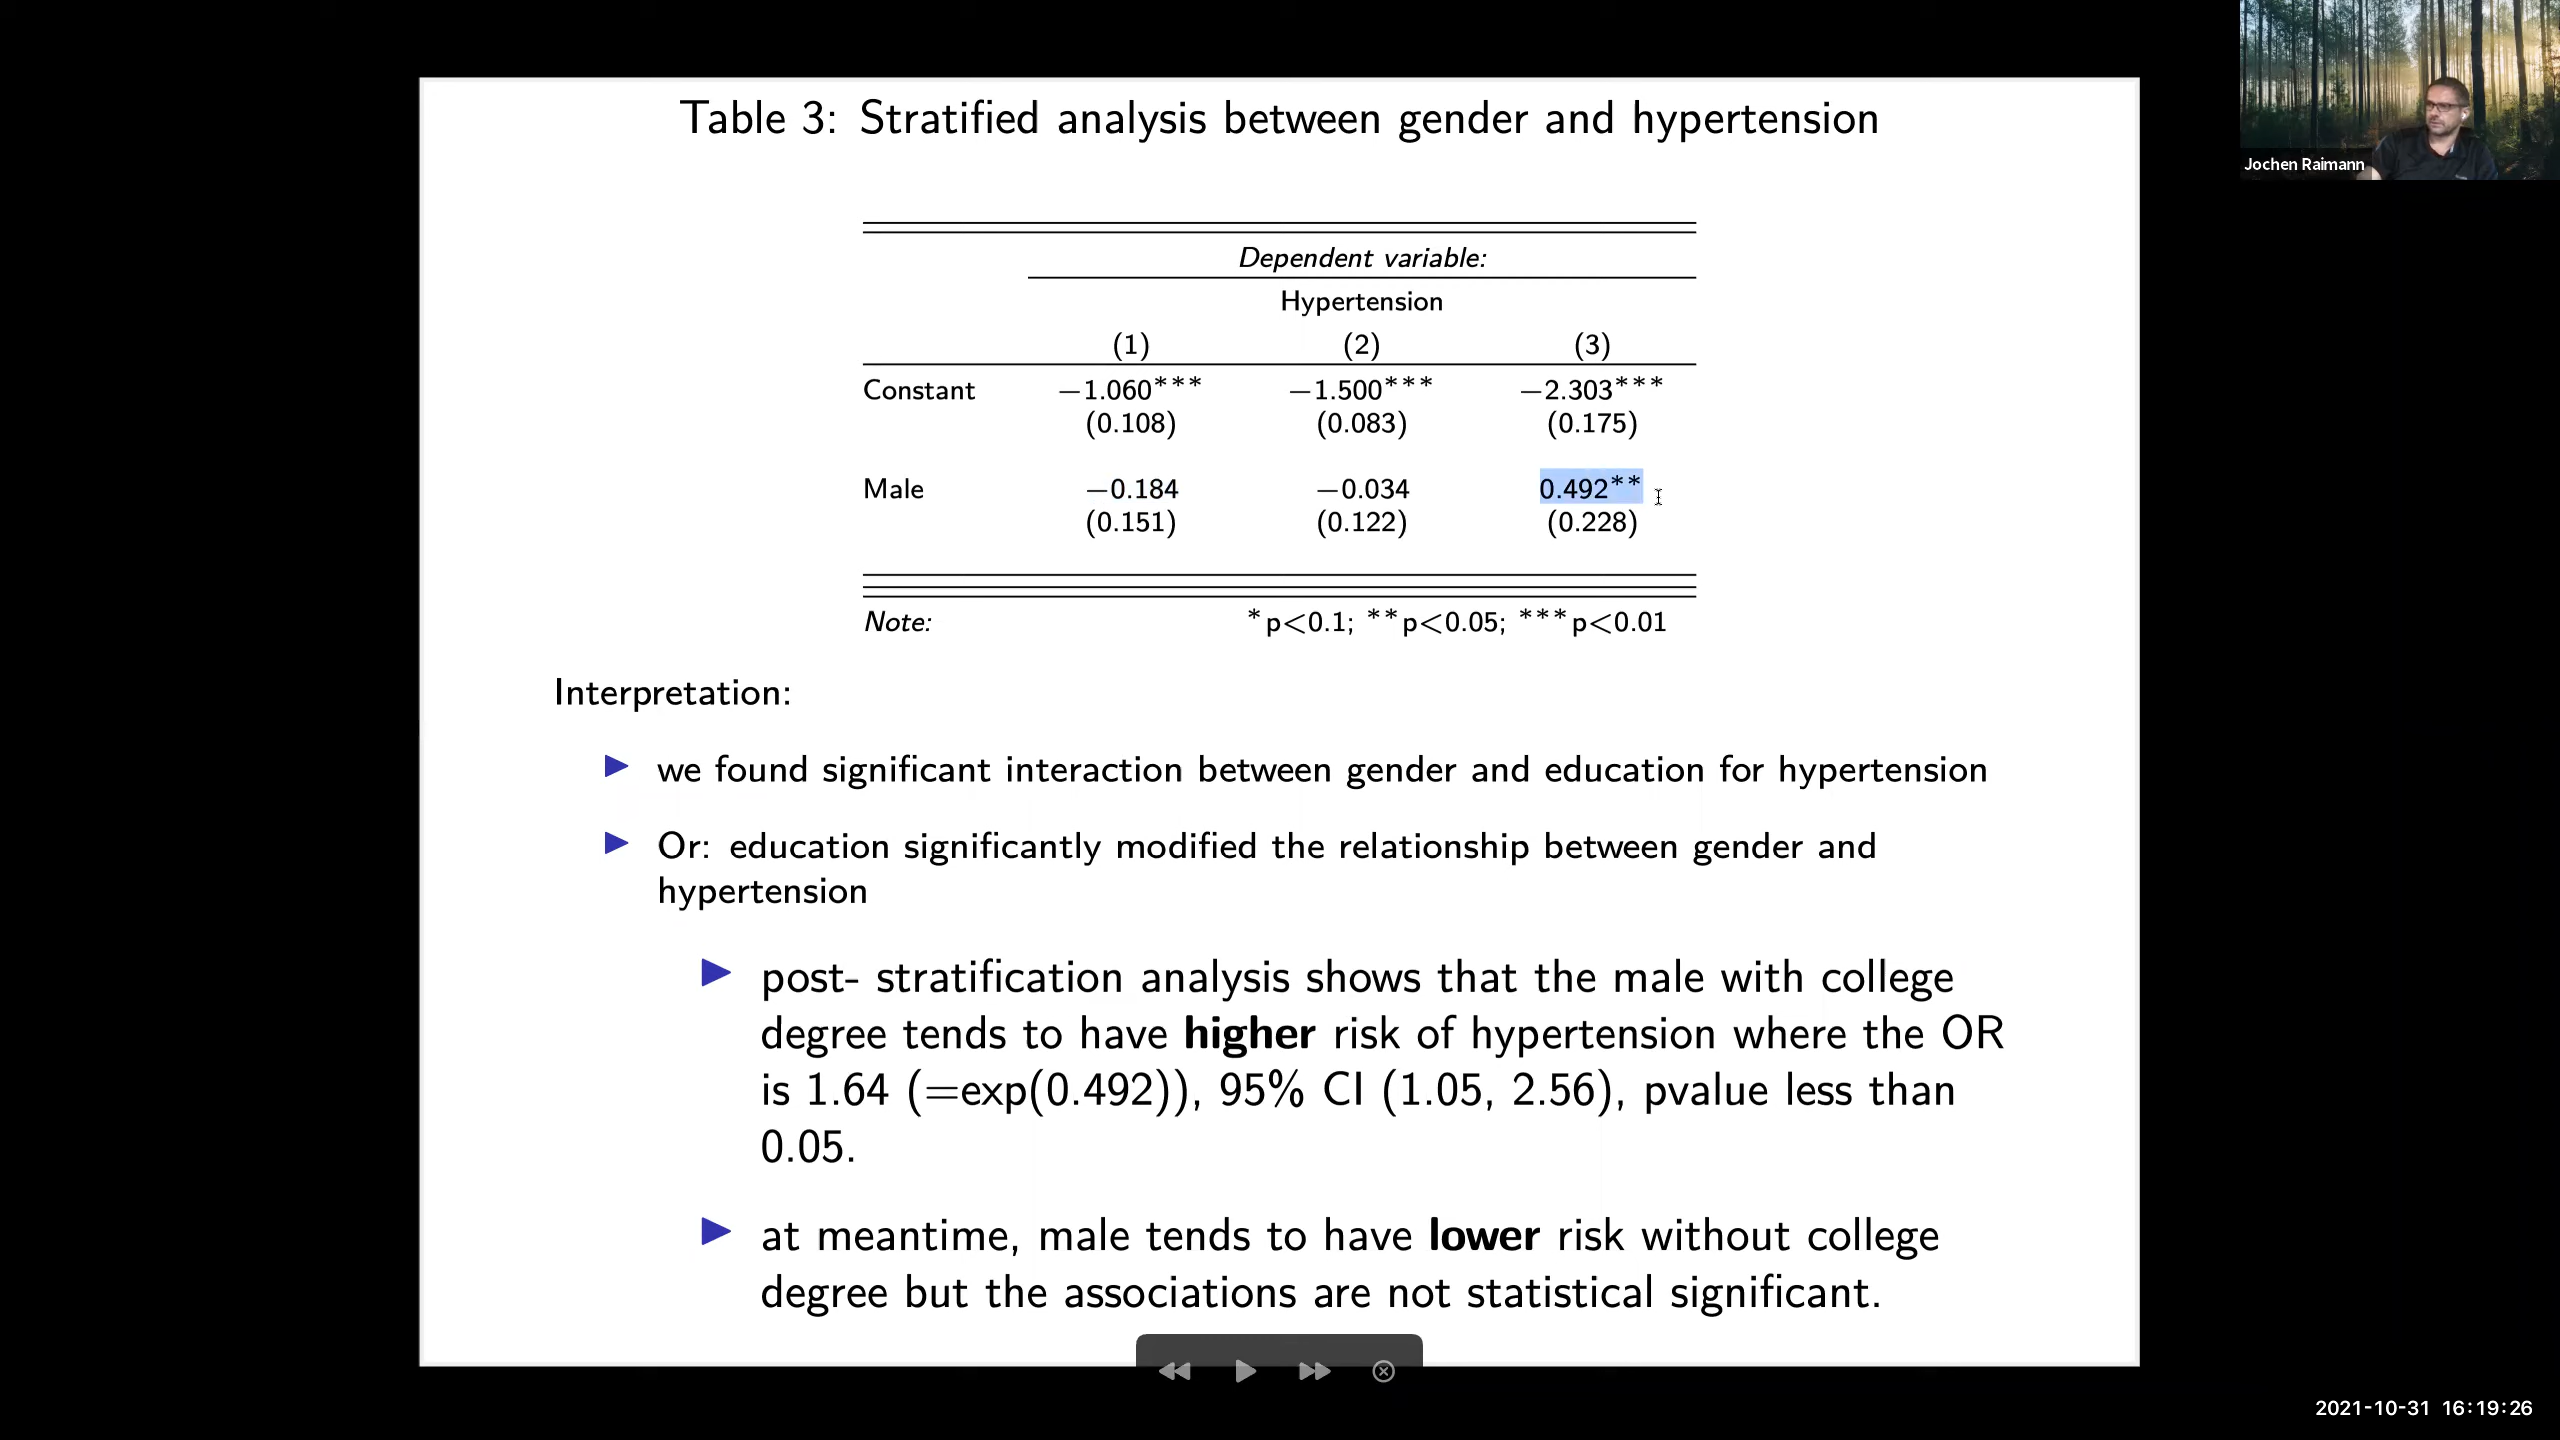 Table 3: Stratified analysis between gender and hypertension
Jochen Raimann
Dependent variable:
Hypertension
(1) (2) (3)
Constant −1.060*** −1.500*** −2.303***
(0.108) (0.083) (0.175)
Male −0.184 −0.034 0.492**
(0.151) (0.122) (0.228)
Note: *p<0.1; **p<0.05; ***p<0.01
Interpretation:
we found significant interaction between gender and education for hypertension
Or: education significantly modified the relationship between gender and
hypertension
post- stratification analysis shows that the male with college
degree tends to have higher risk of hypertension where the OR
is 1.64 (=exp(0.492)), 95% CI (1.05, 2.56), pvalue less than
0.05.
at meantime, male tends to have lower risk without college
degree but the associations are not statistical significant.
2021-10-31 16:19:26